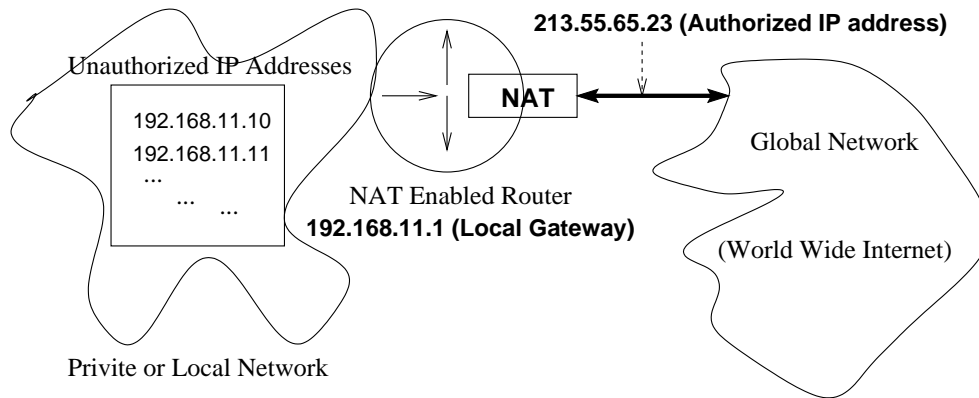 213.55.65.23 (Authorized IP address)
Unauthorized IP Addresses
192.168.11.10
192.168.11.11
...
...
...
NAT
NAT Enabled Router
192.168.11.1 (Local Gateway)
Global Network
(World Wide Internet)
Privite or Local Network